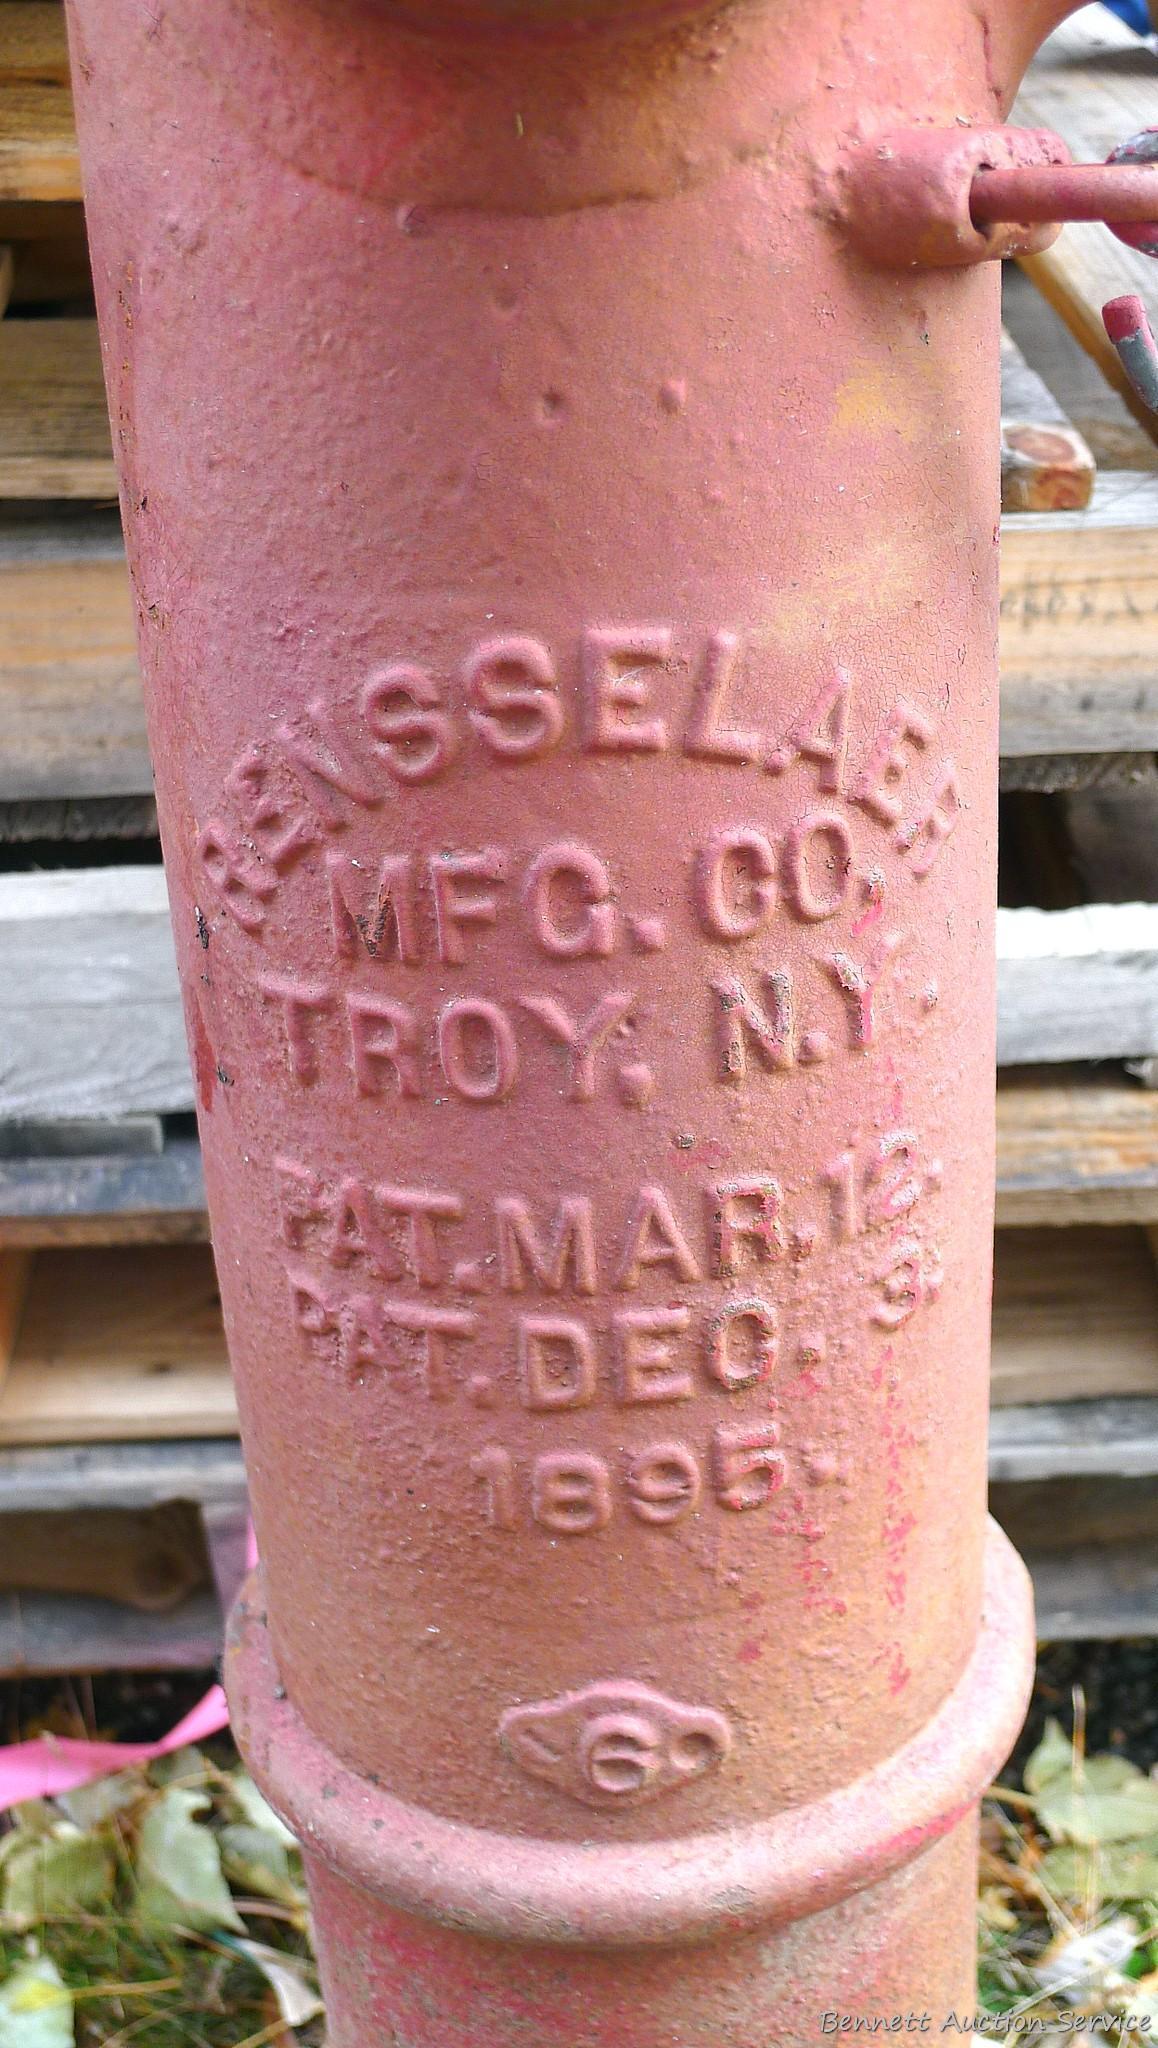 RENSSELAER
MFG. CO.
TROY. N.Y.
PAT. MAR. 12.
PAT. DEC. 3.
1895.
6
Bennett Auction Service